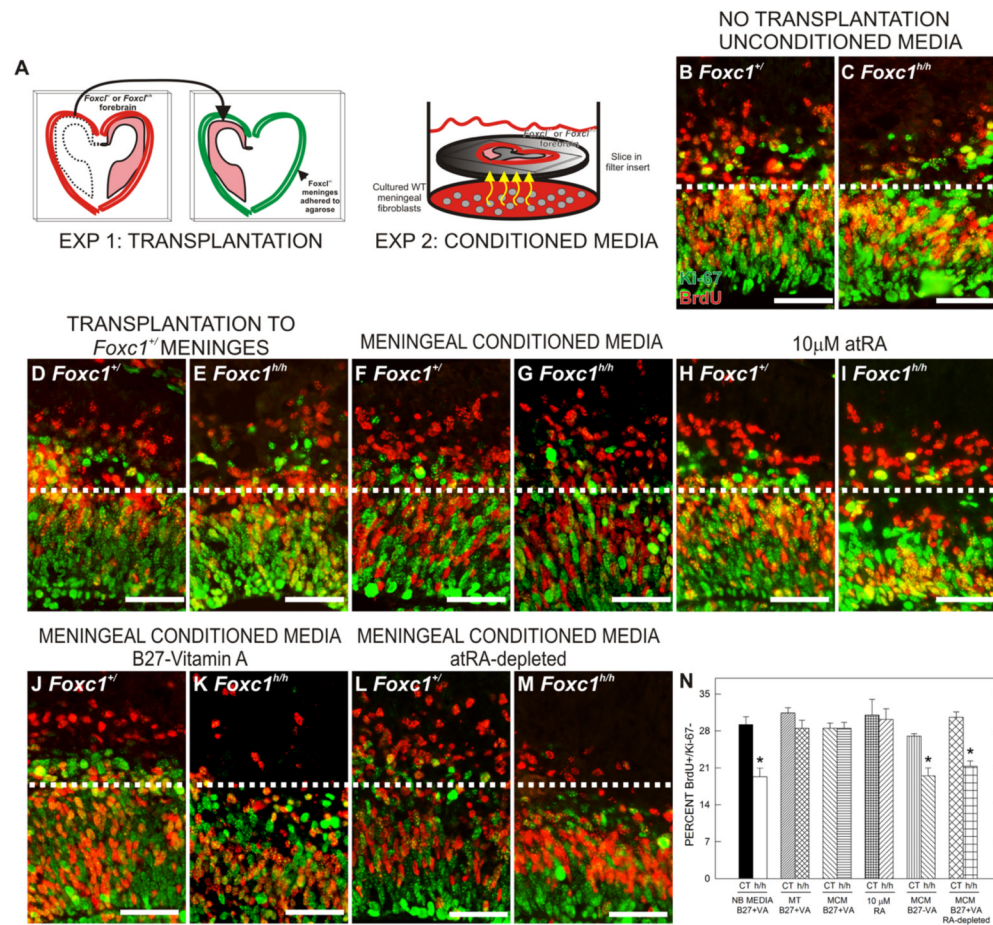 NO TRANSPLANTATION
UNCONDITIONED MEDIA
A
or
forebrain
Foxcl
meninges
adhered to
agarose
EXP 1: TRANSPLANTATION
Cultured WT
meningeal
fibroblasts
or Foxcl
forebrain
Slice in
filter insert
EXP 2: CONDITIONED MEDIA
B Foxc1+/
C Foxc1h/h
Ki-67
BrdU
TRANSPLANTATION TO
Foxc1+/ MENINGES
MENINGEAL CONDITIONED MEDIA
10µM atRA
D Foxc1+/
E Foxc1h/h
F Foxc1+/
G Foxc1h/h
H Foxc1+/
I Foxc1h/h
MENINGEAL CONDITIONED MEDIA
B27-Vitamin A
MENINGEAL CONDITIONED MEDIA
atRA-depleted
J Foxc1+/
K Foxc1h/h
L Foxc1+/
M Foxc1h/h
N
PERCENT BrdU+/Ki-67-
35
28
21
14
7
0
* * *
CT h/h CT h/h CT h/h CT h/h CT h/h CT h/h
NB MEDIA
B27+VA
MT
B27+VA
MCM
B27+VA
10 µM
RA
MCM
B27-VA
MCM
B27+VA
RA-depleted